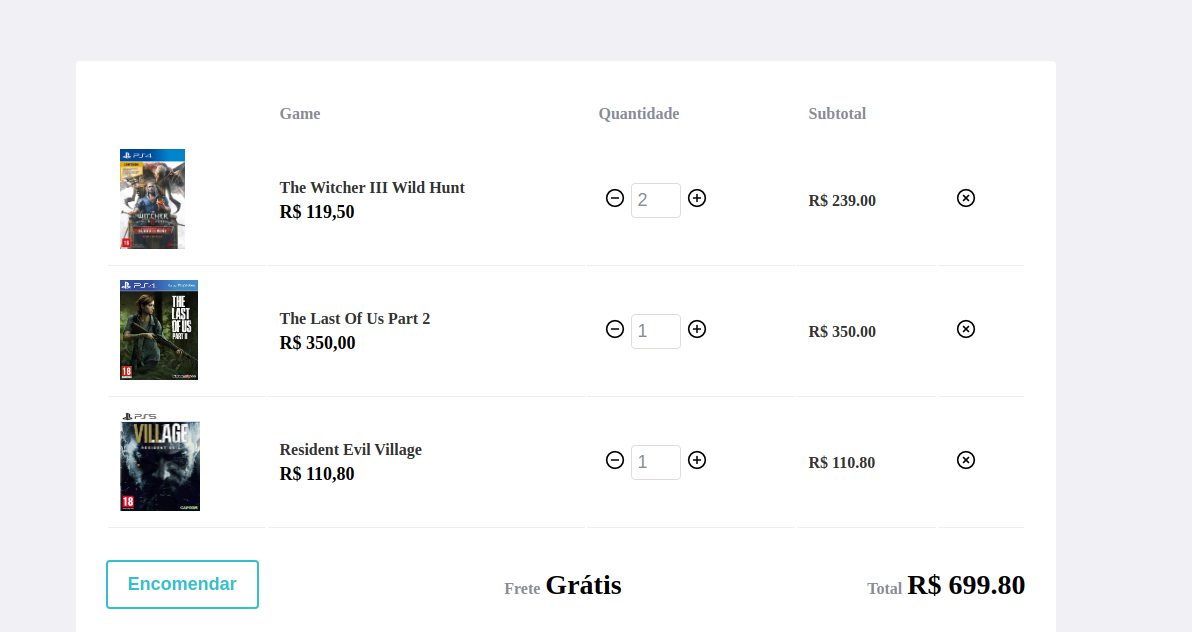 Game Quantidade Subtotal
PS4
WITCHER
The Witcher III Wild Hunt
R$ 119,50
2
R$ 239.00
PS4
THE
LAST
OF US
PART II
18
The Last Of Us Part 2
R$ 350,00
1
R$ 350.00
PS5
VILLAGE
RESIDENT EVIL
18
CAPCOM
Resident Evil Village
R$ 110,80
1
R$ 110.80
Encomendar
Frete Grátis
Total R$ 699.80